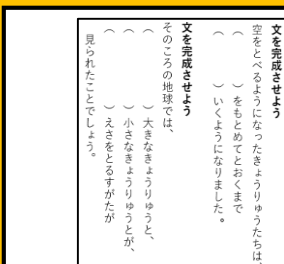 文を完成させよう
空をとべるようになったきょうりゅうたちは、
（　　　　）をもとめてとおくまで
（　　　　）いくようになりました。
文を完成させよう
そのころの地球では、
（　　　　）大きなきょうりゅうと、
（　　　　）小さなきょうりゅうとが、
（　　　　）えさをとるすがたが
見られたことでしょう。